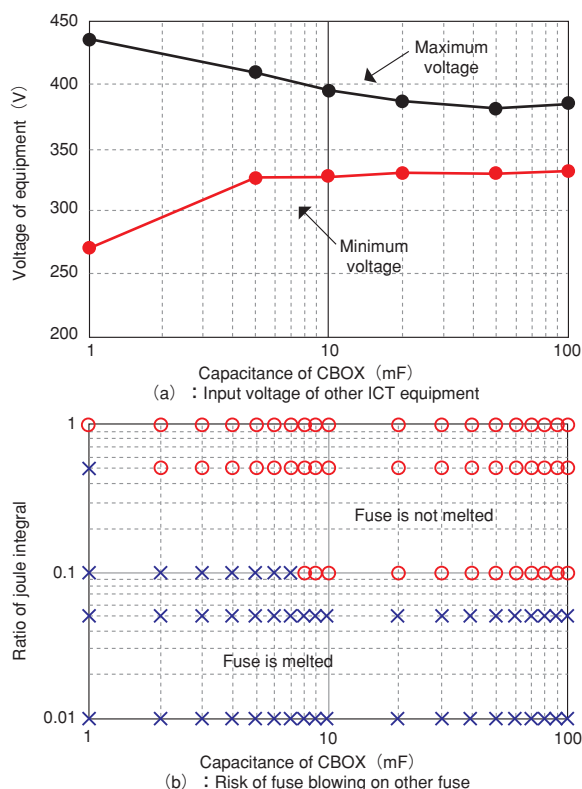 450
400
350
300
250
200
Voltage of equipment (V)
Maximum
voltage
Minimum
voltage
1
10
100
Capacitance of CBOX (mF)
(a) : Input voltage of other ICT equipment
1
0.1
0.01
Ratio of joule integral
Fuse is not melted
Fuse is melted
1
10
100
Capacitance of CBOX (mF)
(b) : Risk of fuse blowing on other fuse